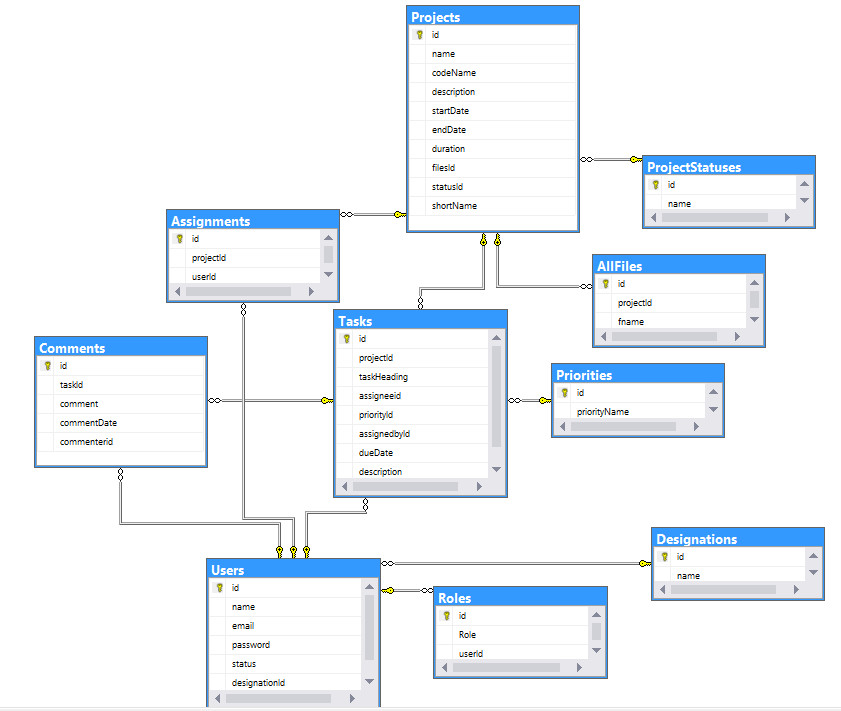 Projects
id
name
codeName
description
startDate
endDate
duration
filesId
statusId
shortName
ProjectStatuses
id
name
Assignments
id
projectId
userId
AllFiles
id
projectId
fname
Tasks
id
projectId
taskHeading
assigneeid
priorityId
assignedbyId
dueDate
description
Comments
id
taskId
comment
commentDate
commenterid
Priorities
id
priorityName
Designations
id
name
Users
id
name
email
password
status
designationId
Roles
id
Role
userId